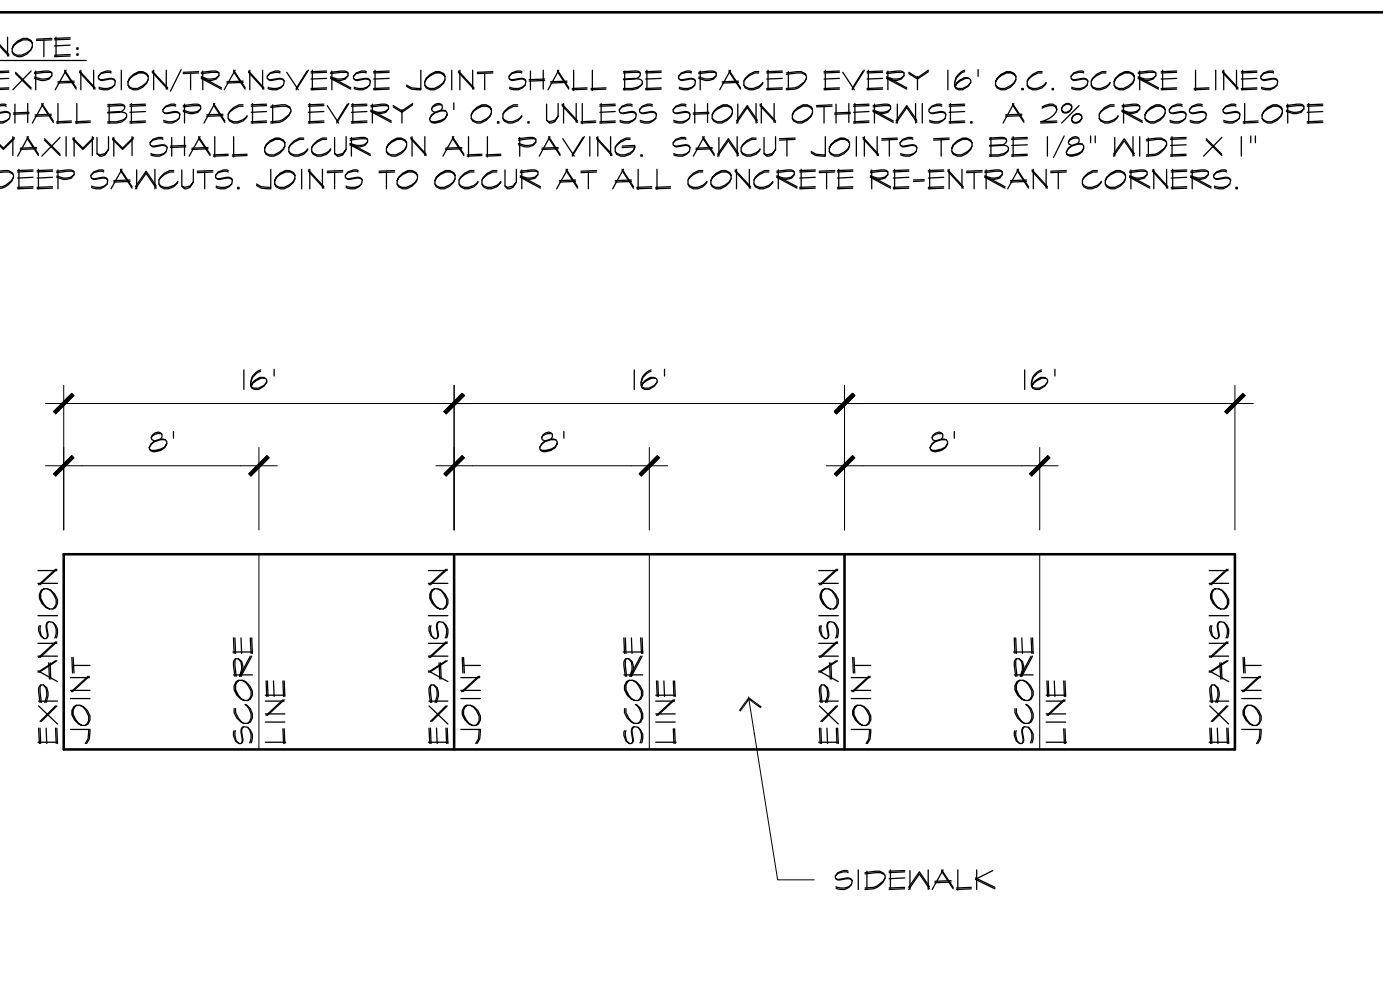 NOTE:
EXPANSION/TRANSVERSE JOINT SHALL BE SPACED EVERY 16' O.C. SCORE LINES
SHALL BE SPACED EVERY 8' O.C. UNLESS SHOWN OTHERWISE. A 2% CROSS SLOPE
MAXIMUM SHALL OCCUR ON ALL PAVING. SAWCUT JOINTS TO BE 1/8" WIDE X 1"
DEEP SAWCUTS. JOINTS TO OCCUR AT ALL CONCRETE RE-ENTRANT CORNERS.
16'
16'
16'
8'
8'
8'
EXPANSION
JOINT
SCORE
LINE
EXPANSION
JOINT
SCORE
LINE
EXPANSION
JOINT
SCORE
LINE
EXPANSION
JOINT
SIDEWALK